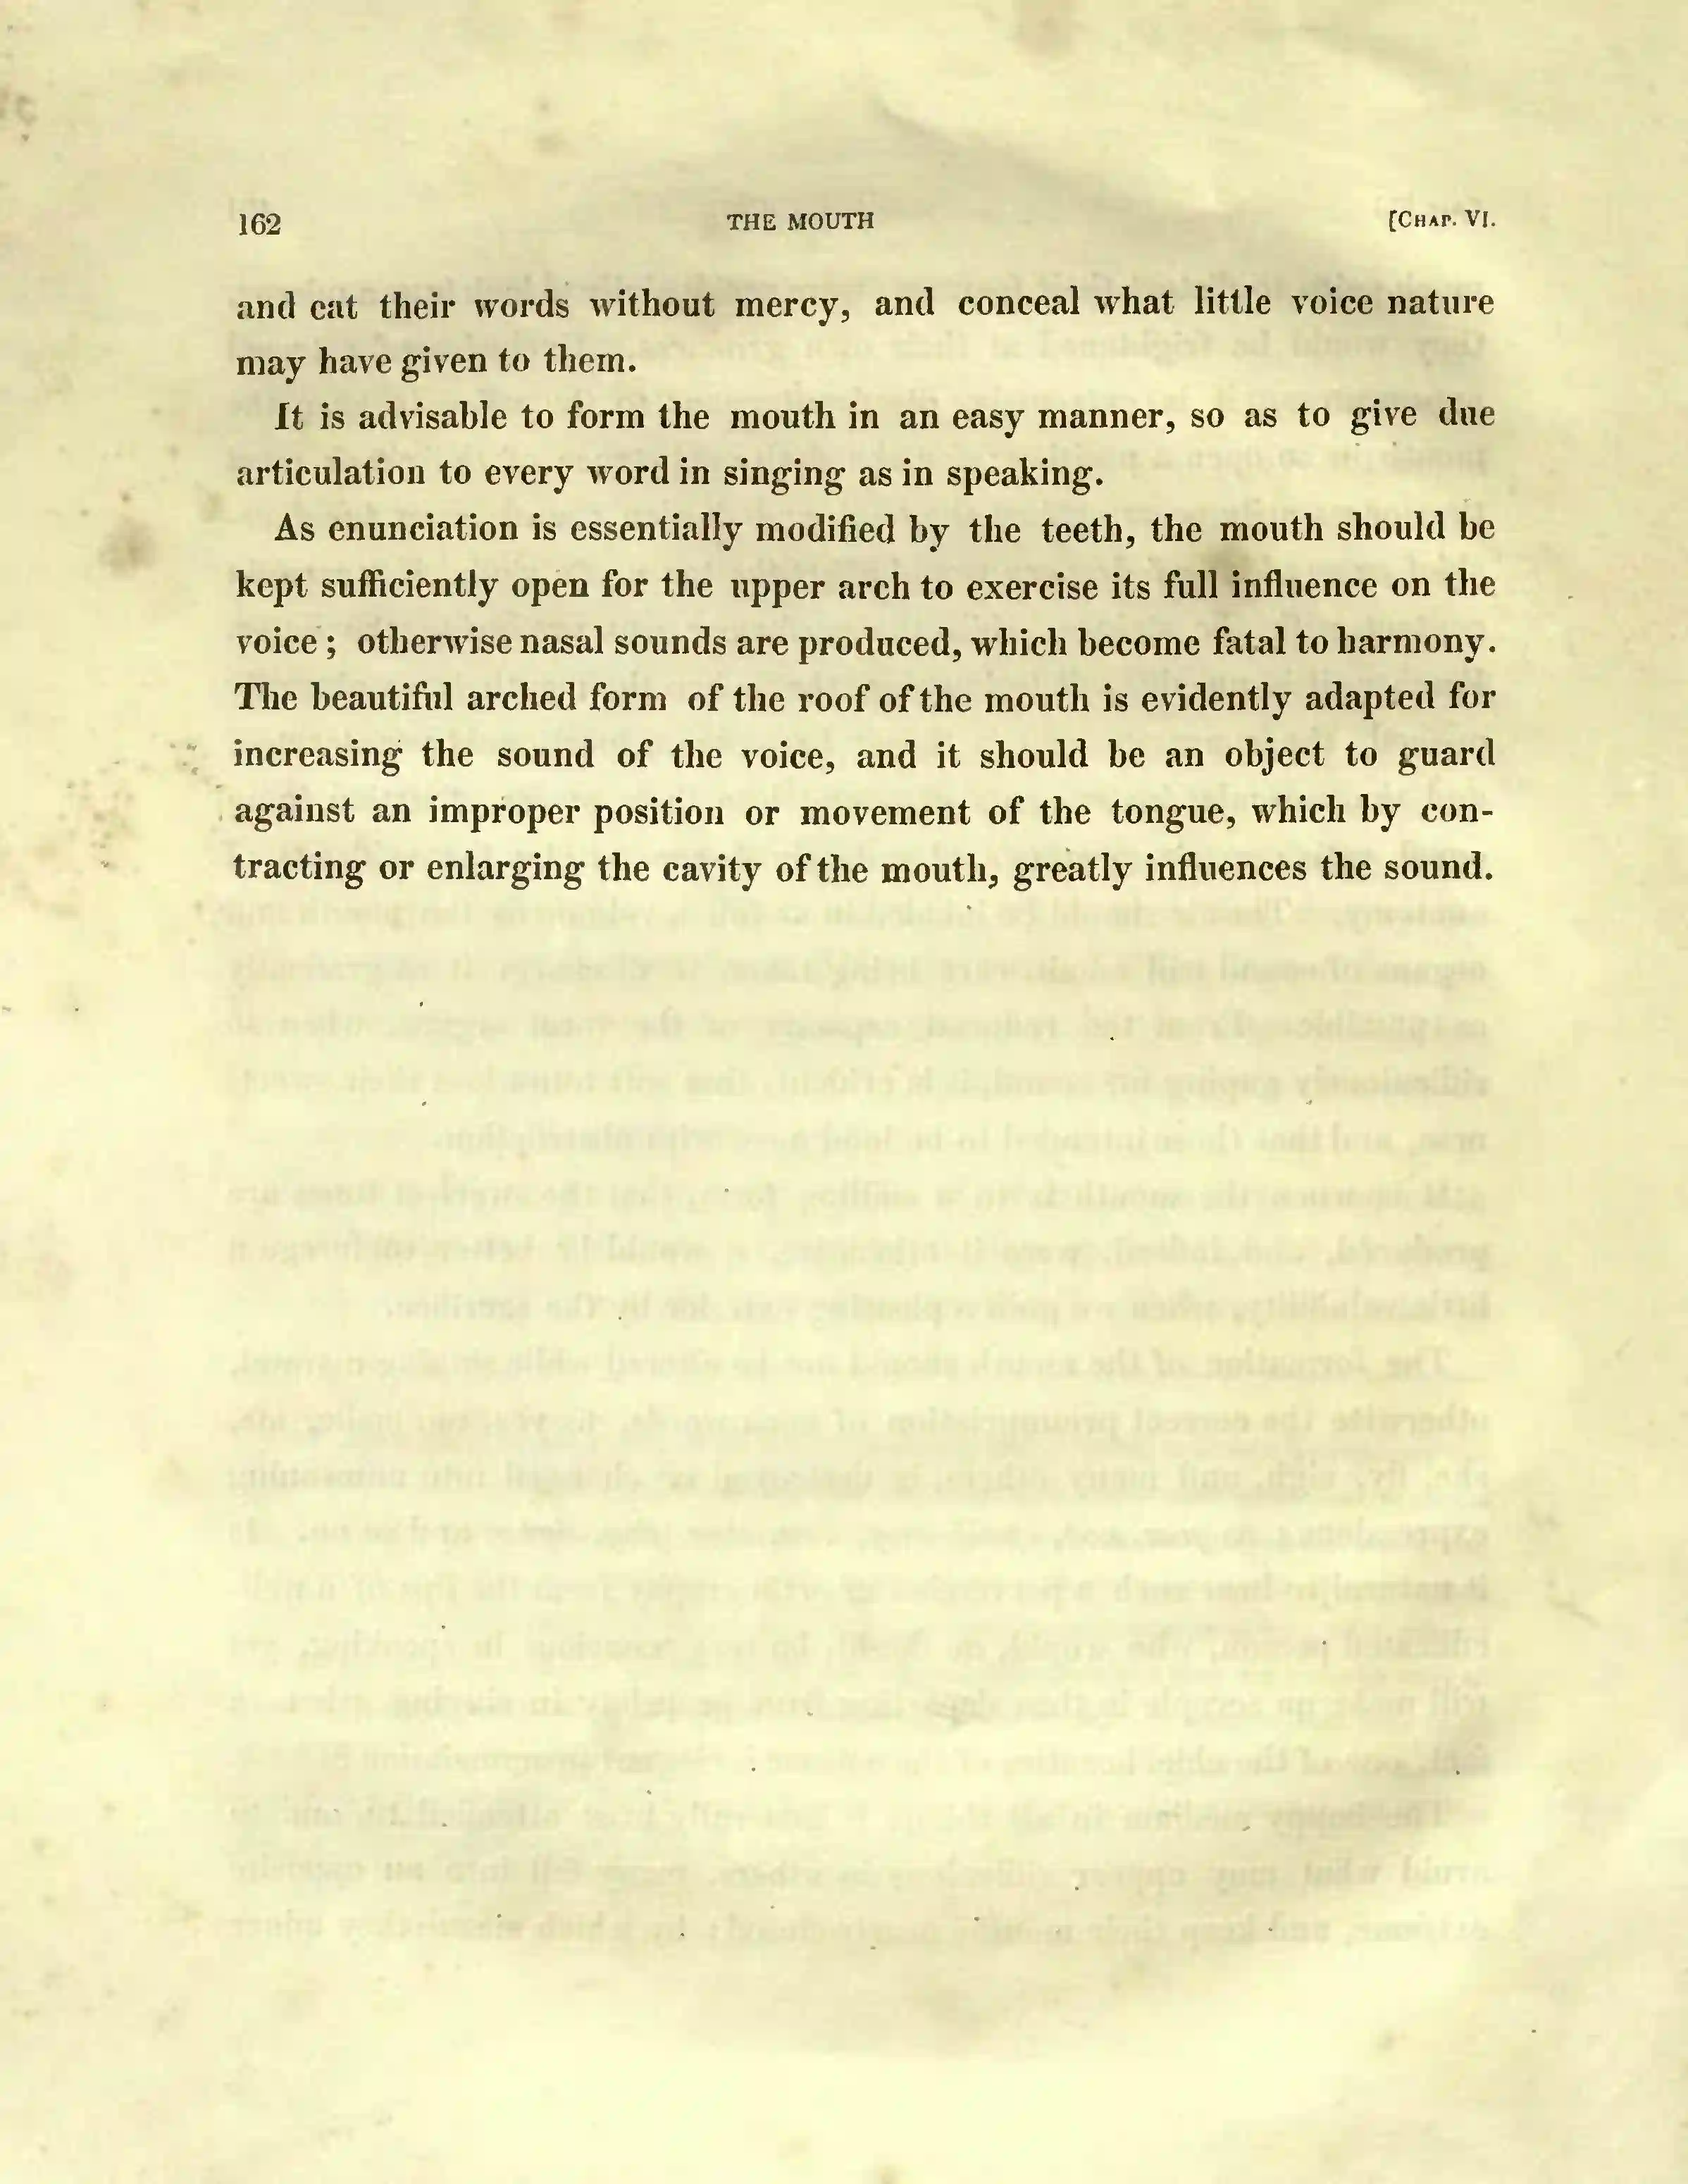 162 THE MOUTH [CHAP. VI.
and eat their words without mercy, and conceal what little voice nature
may have given to them.
It is advisable to form the mouth in an easy manner, so as to give due
articulation to every word in singing as in speaking.
As enunciation is essentially modified by the teeth, the mouth should be
kept sufficiently open for the upper arch to exercise its full influence on the
voice ; otherwise nasal sounds are produced, which become fatal to harmony.
The beautiful arched form of the roof of the mouth is evidently adapted for
increasing the sound of the voice, and it should be an object to guard
against an improper position or movement of the tongue, which by con-
tracting or enlarging the cavity of the mouth, greatly influences the sound.